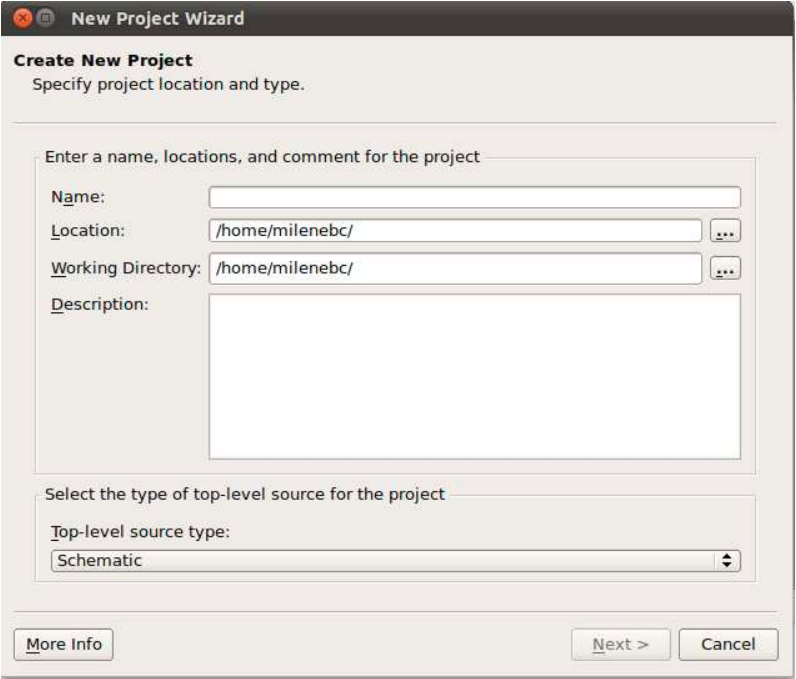 New Project Wizard
Create New Project
Specify project location and type.
Enter a name, locations, and comment for the project
Name:
Location: /home/milenebc/ ...
Working Directory: /home/milenebc/ ...
Description:
Select the type of top-level source for the project
Top-level source type:
Schematic
More Info Next > Cancel